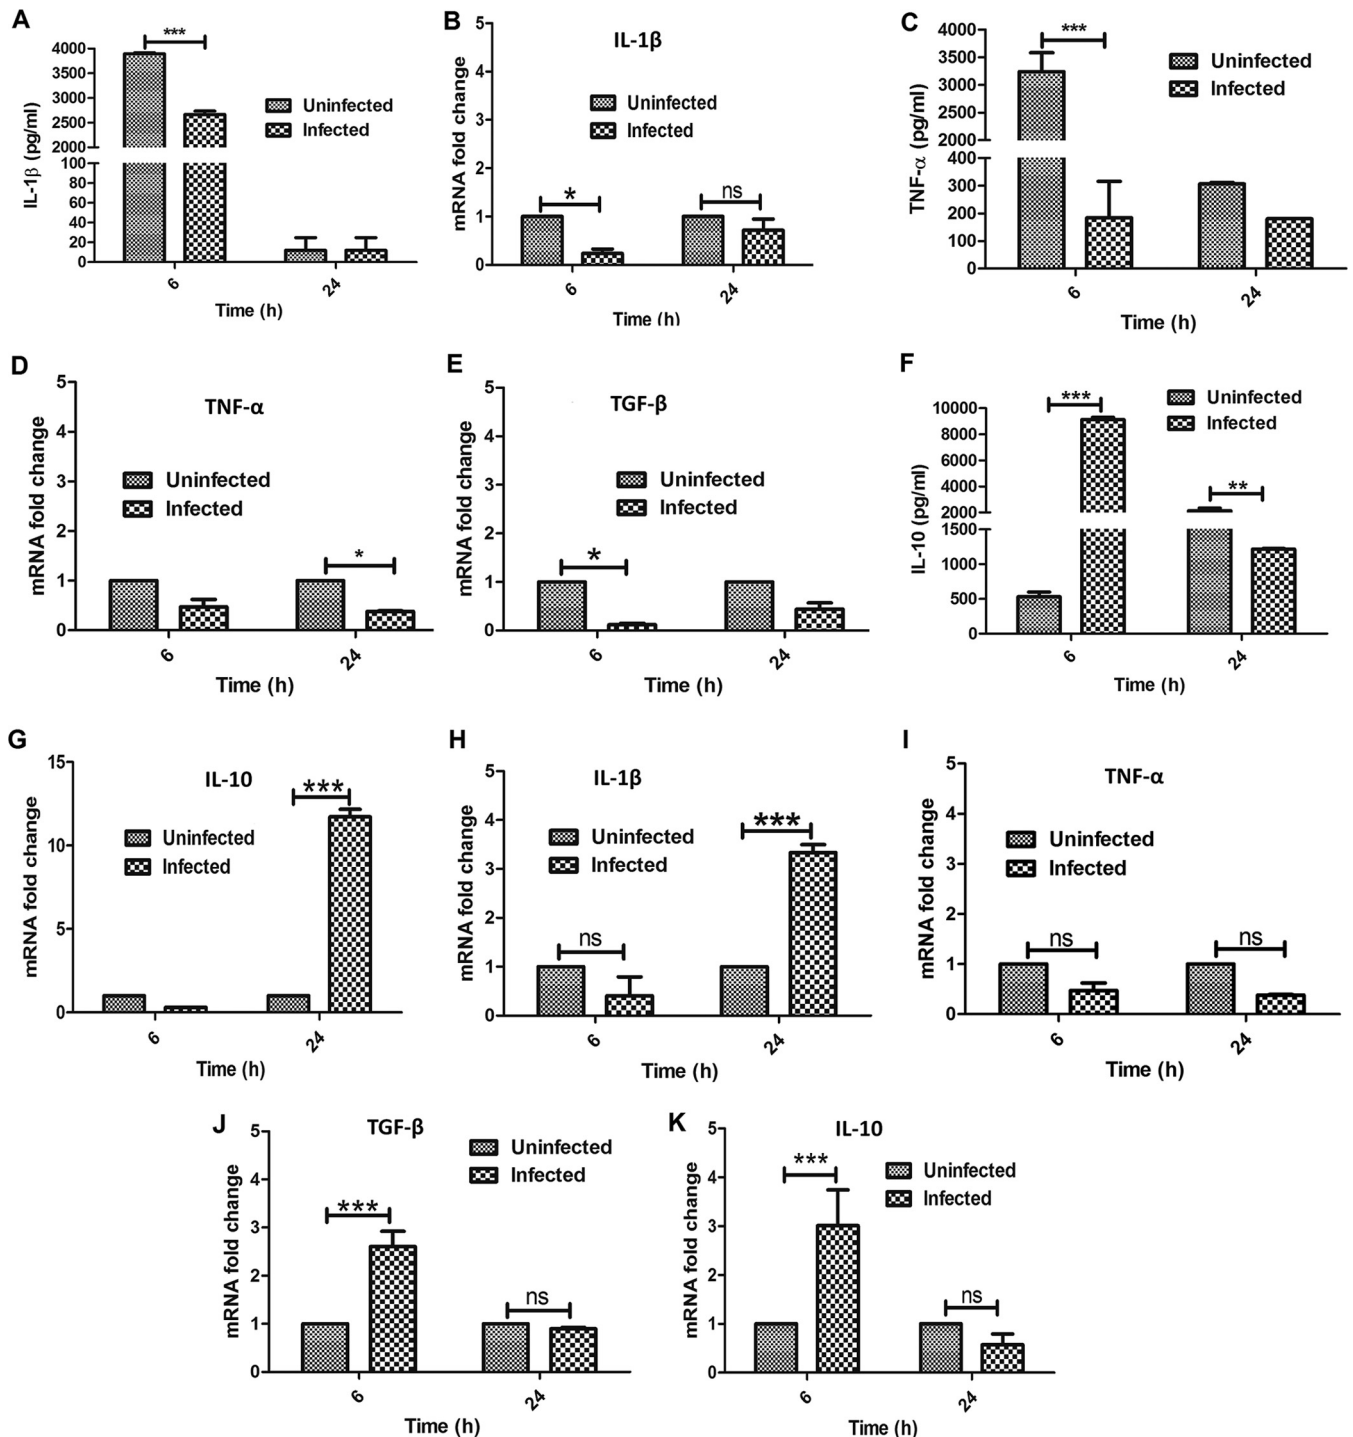 A
***
4000
3500
3000
2500
2000
100
80
60
40
20
0
IL-1β (pg/ml)
Uninfected
Infected
6
24
Time (h)
B
IL-1β
5
4
3
2
1
0
mRNA fold change
Uninfected
Infected
*
ns
6
24
Time (h)
C
***
4000
3500
3000
2500
2000
400
300
200
100
0
TNF-α (pg/ml)
Uninfected
Infected
6
24
Time (h)
D
TNF-α
5
4
3
2
1
0
mRNA fold change
Uninfected
Infected
*
6
24
Time (h)
E
TGF-β
5
4
3
2
1
0
mRNA fold change
Uninfected
Infected
*
6
24
Time (h)
F
***
**
10000
8000
6000
4000
2000
1500
1000
500
0
IL-10 (pg/ml)
Uninfected
Infected
6
24
Time (h)
G
IL-10
15
10
5
0
mRNA fold change
Uninfected
Infected
***
6
24
Time (h)
H
IL-1β
5
4
3
2
1
0
mRNA fold change
Uninfected
Infected
ns
***
6
24
Time (h)
I
TNF-α
5
4
3
2
1
0
mRNA fold change
Uninfected
Infected
ns
ns
6
24
Time (h)
J
TGF-β
5
4
3
2
1
0
mRNA fold change
Uninfected
Infected
***
ns
6
24
Time (h)
K
IL-10
5
4
3
2
1
0
mRNA fold change
Uninfected
Infected
***
ns
6
24
Time (h)